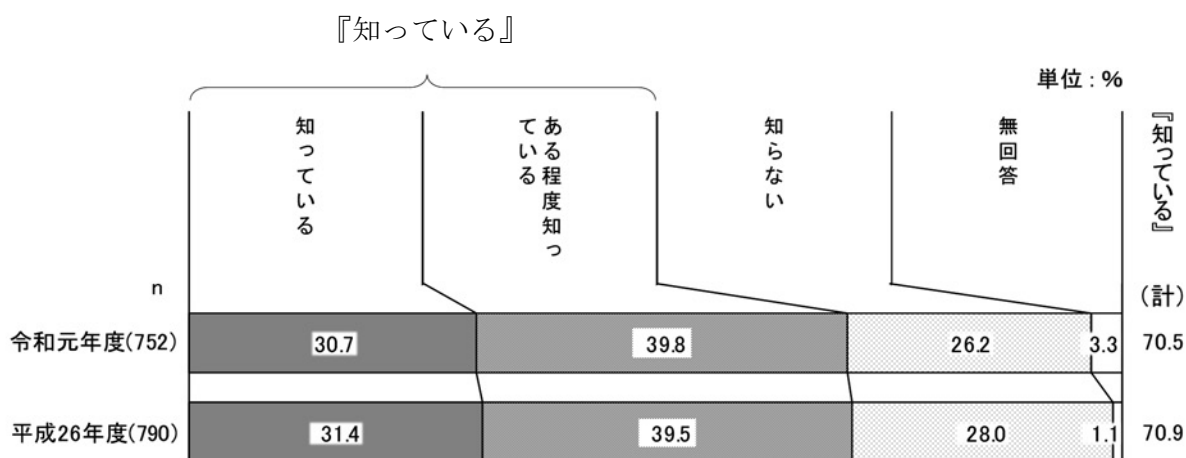 『知っている』
単位：%
知っている
ある程度知っ
ている
知らない
無回答
『知っている』
n
（計）
令和元年度(752)
30.7
39.8
26.2
3.3
70.5
平成26年度(790)
31.4
39.5
28.0
1.1
70.9